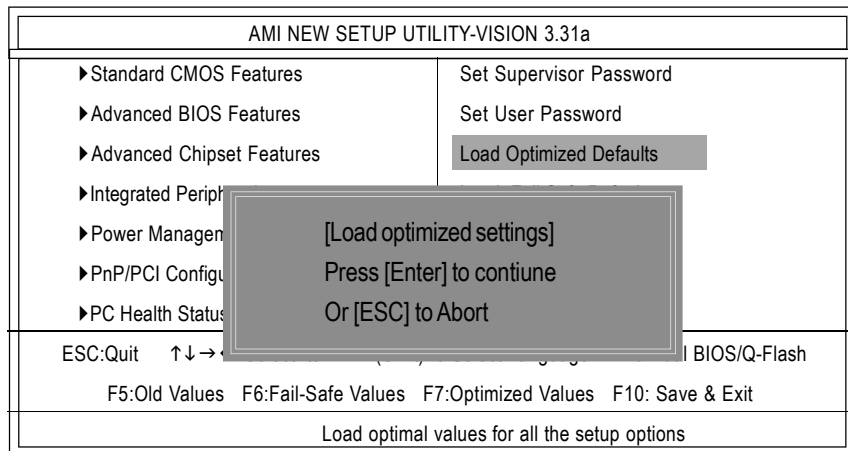 AMI NEW SETUP UTILITY-VISION 3.31a
▶Standard CMOS Features
▶Advanced BIOS Features
▶Advanced Chipset Features
▶Integrated
▶Power
▶PnP/PCI
▶PC Health Status
Set Supervisor Password
Set User Password
Load Optimized Defaults
[Load optimized settings]
Press [Enter] to contiune
Or [ESC] to Abort
ESC:Quit ↑↓→ BIOS/Q-Flash
F5:Old Values F6:Fail-Safe Values F7:Optimized Values F10: Save & Exit
Load optimal values for all the setup options